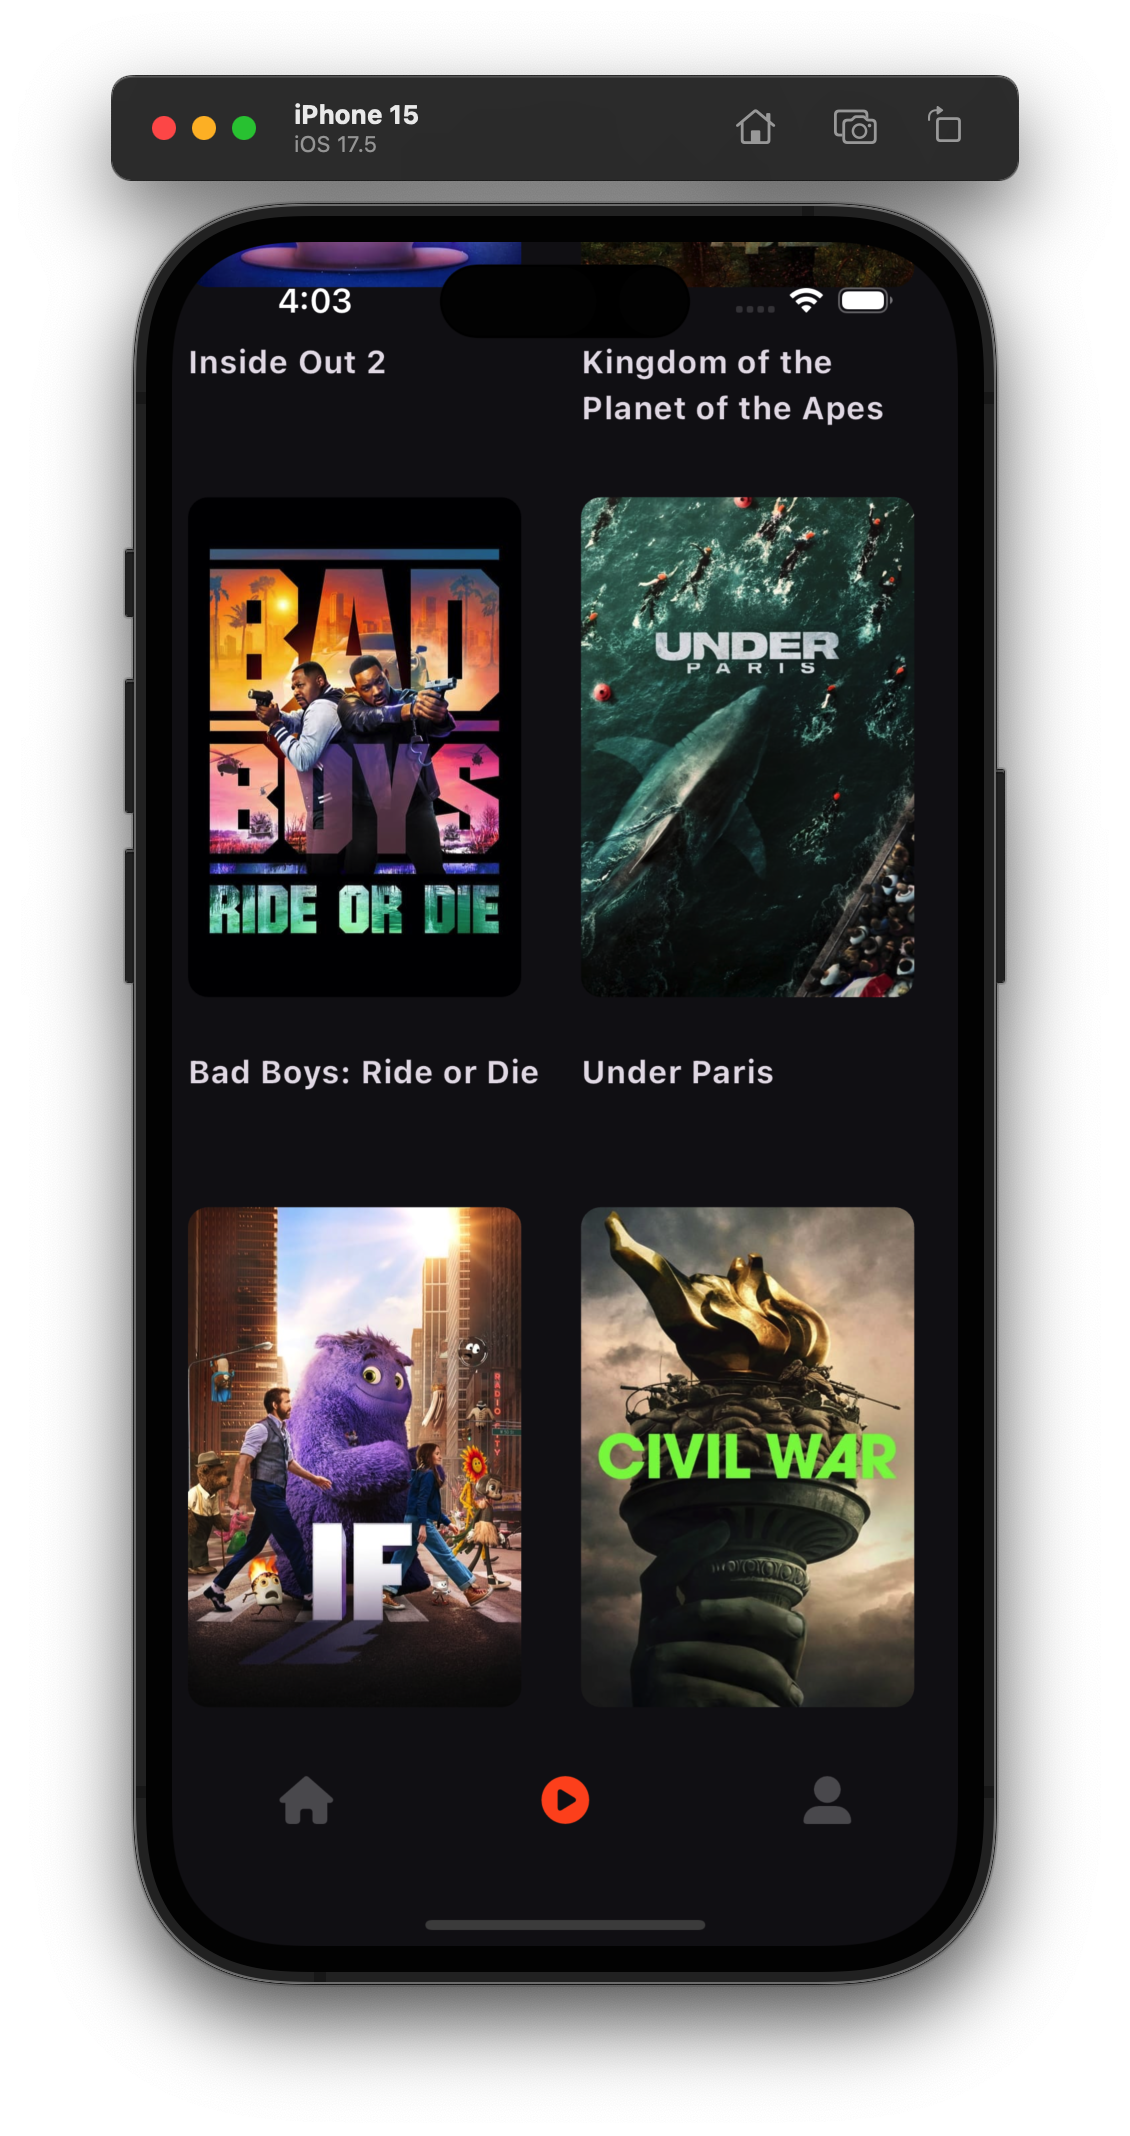 iPhone 15
iOS 17.5
4:03
Inside Out 2
Kingdom of the
Planet of the Apes
BAD
BOYS
RIDE OR DIE
UNDER
PARIS
Bad Boys: Ride or Die
Under Paris
RADIO
IF
CIVIL WAR